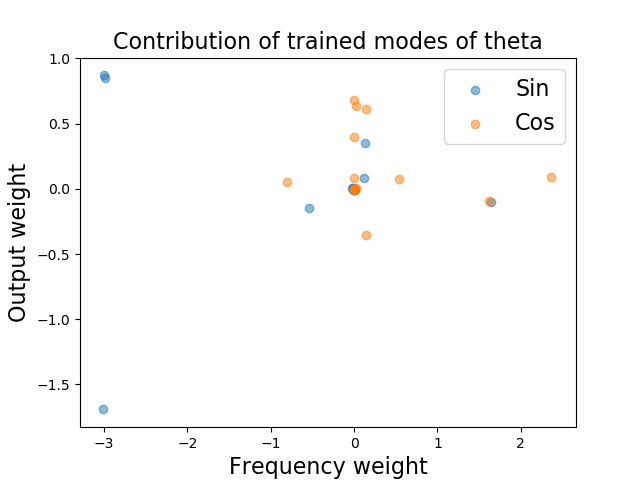 Contribution of trained modes of theta
Sin
Cos
1.0
0.5
0.0
−0.5
−1.0
−1.5
Output weight
−3
−2
−1
0
1
2
Frequency weight